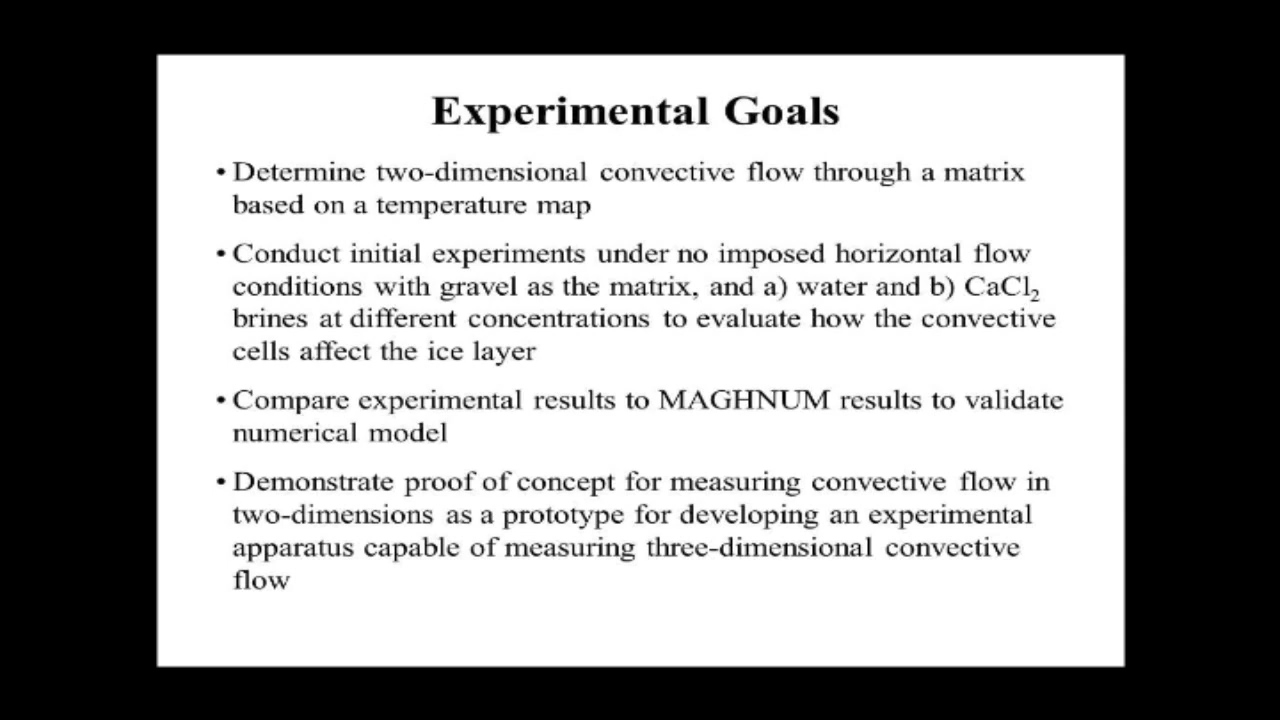 Experimental Goals
• Determine two-dimensional convective flow through a matrix
based on a temperature map
• Conduct initial experiments under no imposed horizontal flow
conditions with gravel as the matrix, and a) water and b) CaCl₂
brines at different concentrations to evaluate how the convective
cells affect the ice layer
• Compare experimental results to MAGHNUM results to validate
numerical model
• Demonstrate proof of concept for measuring convective flow in
two-dimensions as a prototype for developing an experimental
apparatus capable of measuring three-dimensional convective
flow